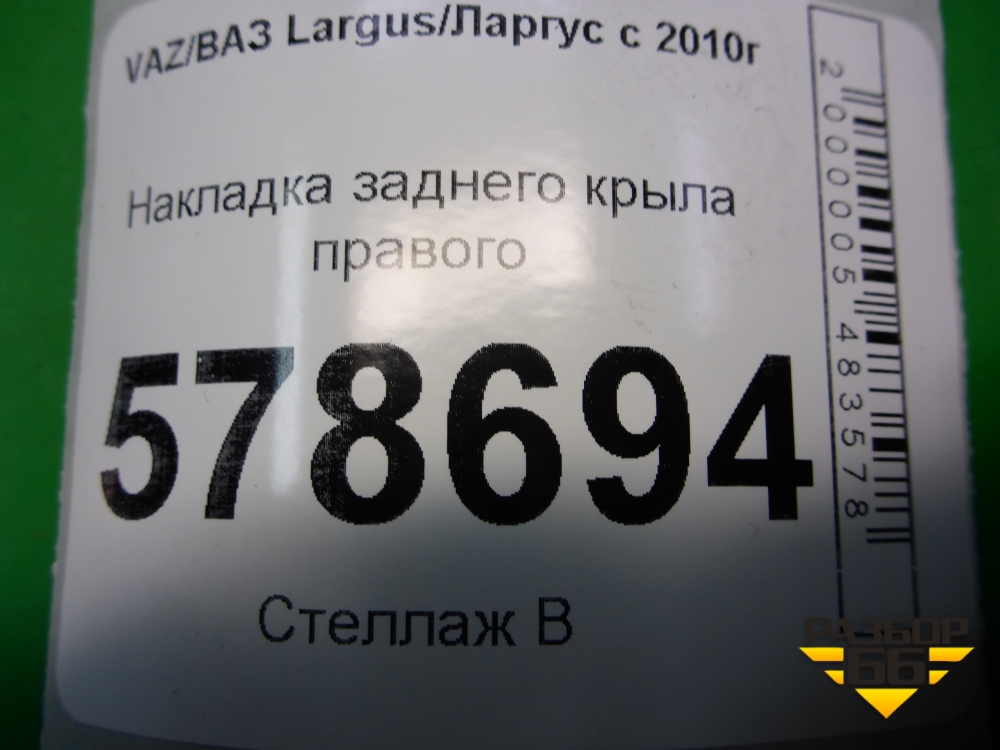 VAZ/ВАЗ Largus/Ларгус с 2010г
Накладка заднего крыла
правого
578694
Стеллаж В
2000005483578
РАЗБОР
66